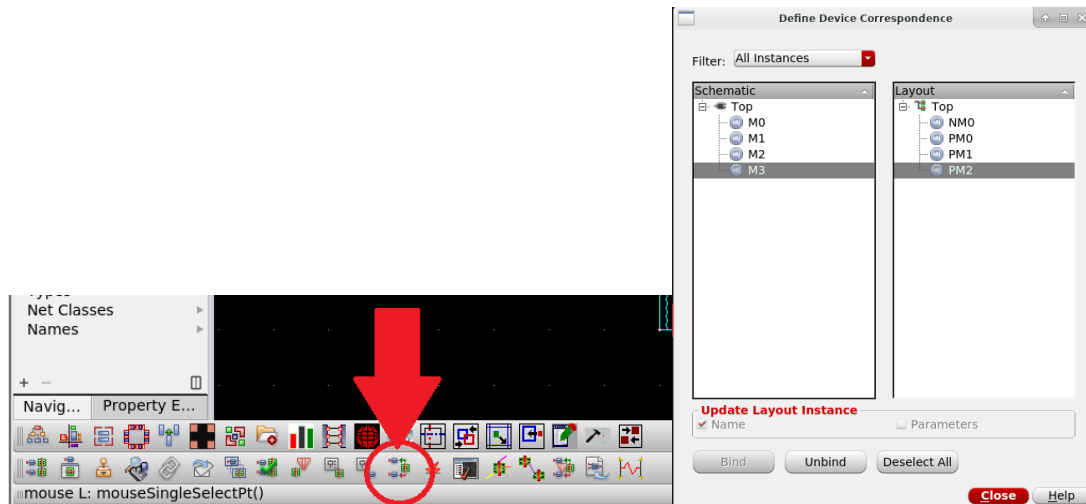 Define Device Correspondence
Filter: All Instances
Schematic
Top
M0
M1
M2
M3
Layout
Top
NM0
PM0
PM1
PM2
Update Layout Instance
Name Parameters
Bind Unbind Deselect All
Close Help
Types
Net Classes
Names
+ -
Navig... Property E...
mouse L: mouseSingleSelectPt()